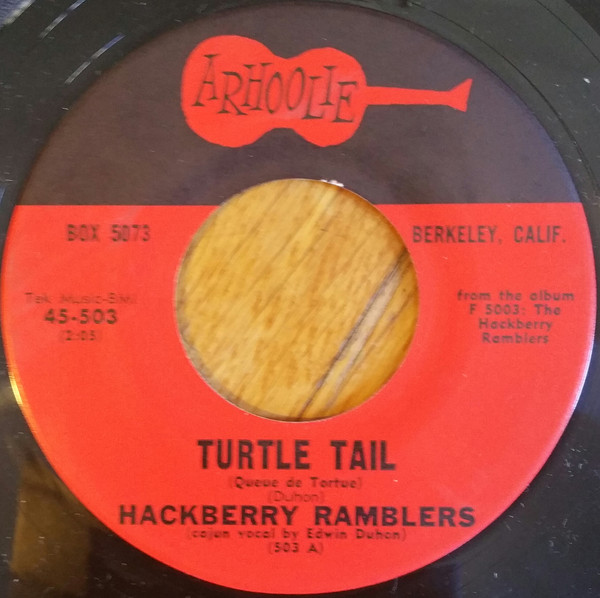 ARHOOLIE
BOX 5073
BERKELEY, CALIF.
Tek Music-BMI
45-503
(2:05)
from the album
F 5003: The
Hackberry
Ramblers
TURTLE TAIL
(Queue de Tortue)
(Duhon)
HACKBERRY RAMBLERS
(cajun vocal by Edwin Duhon)
(503 A)